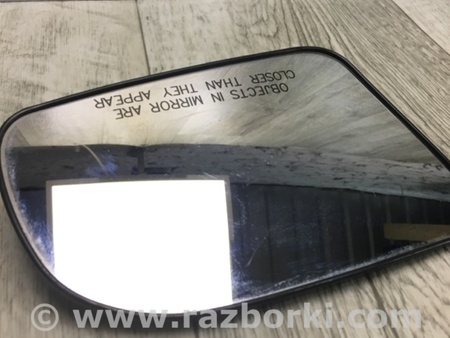 OBJECTS IN MIRROR ARE
CLOSER THAN THEY APPEAR
www.razborki.com